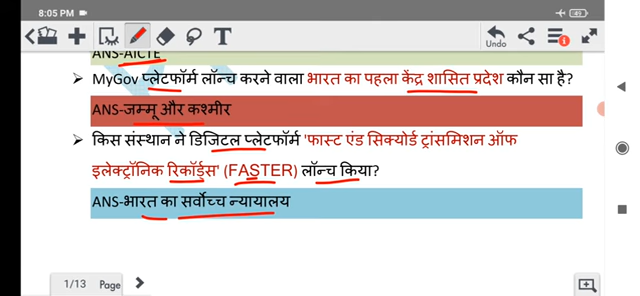 8:05 PM
49
Undo
T
ANS-AICTE
➢ MyGov प्लेटफॉर्म लॉन्च करने वाला भारत का पहला केंद्र शासित प्रदेश कौन सा है?
ANS-जम्मू और कश्मीर
➢ किस संस्थान ने डिजिटल प्लेटफॉर्म 'फास्ट एंड सिक्योर्ड ट्रांसमिशन ऑफ
इलेक्ट्रॉनिक रिकॉर्ड्स' (FASTER) लॉन्च किया?
ANS-भारत का सर्वोच्च न्यायालय
1/13 Page